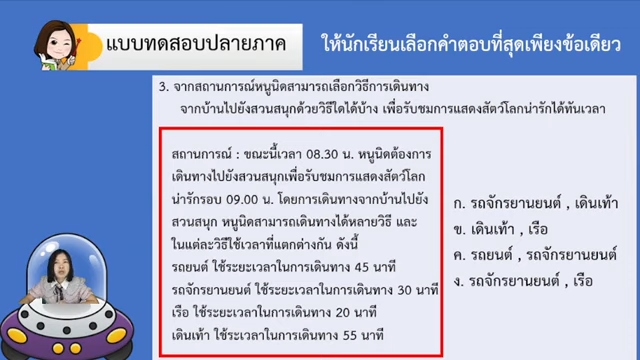 แบบทดสอบปลายภาค
ให้นักเรียนเลือกคำตอบที่สุดเพียงข้อเดียว
3. จากสถานการณ์หนูนิดสามารถเลือกวิธีการเดินทาง
จากบ้านไปยังสวนสนุกด้วยวิธีใดได้บ้าง เพื่อรับชมการแสดงสัตว์โลกน่ารักได้ทันเวลา
สถานการณ์ : ขณะนี้เวลา 08.30 น. หนูนิดต้องการ
เดินทางไปยังสวนสนุกเพื่อรับชมการแสดงสัตว์โลก
น่ารักรอบ 09.00 น. โดยการเดินทางจากบ้านไปยัง
สวนสนุก หนูนิดสามารถเดินทางได้หลายวิธี และ
ในแต่ละวิธีใช้เวลาที่แตกต่างกัน ดังนี้
รถยนต์ ใช้ระยะเวลาในการเดินทาง 45 นาที
รถจักรยานยนต์ ใช้ระยะเวลาในการเดินทาง 30 นาที
เรือ ใช้ระยะเวลาในการเดินทาง 20 นาที
เดินเท้า ใช้ระเวลาในการเดินทาง 55 นาที
ก. รถจักรยานยนต์ , เดินเท้า
ข. เดินเท้า , เรือ
ค. รถยนต์ , รถจักรยานยนต์
ง. รถจักรยานยนต์ , เรือ